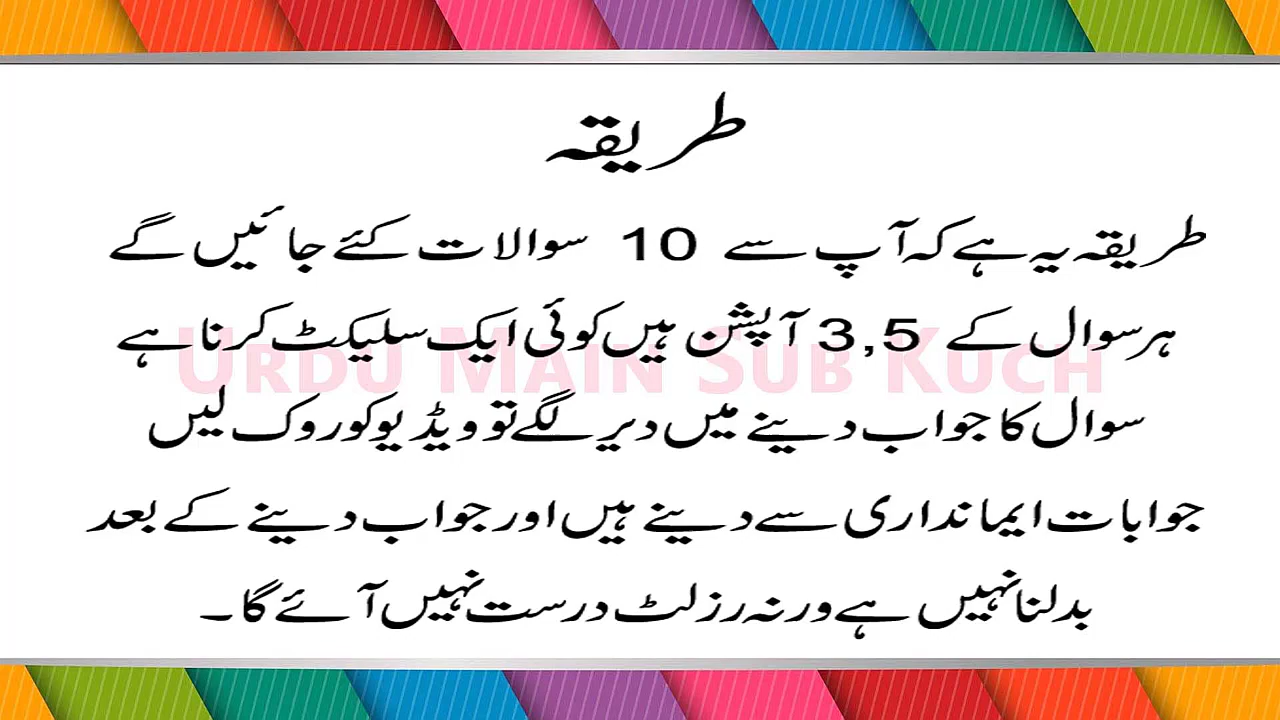 طریقہ
طریقہ یہ ہے کہ آپ سے 10 سوالات کئے جائیں گے
ہر سوال کے 3,5 آپشن ہیں کوئی ایک سلیکٹ کرنا ہے
Urdu Main Sub Kuch
سوال کا جواب دینے میں دیر لگے تو ویڈیو کو روک لیں
جوابات ایمانداری سے دینے ہیں اور جواب دینے کے بعد
بدلنا نہیں ہے ورنہ رزلٹ درست نہیں آئے گا۔